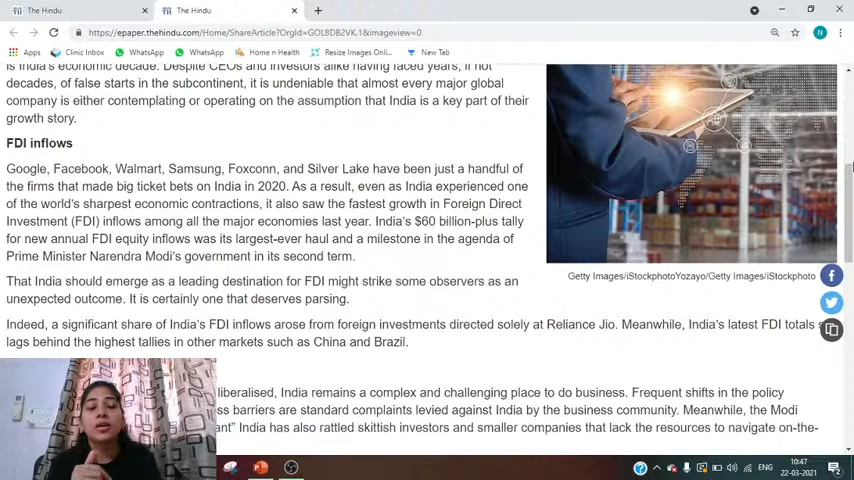 The Hindu
The Hindu
https://epaper.thehindu.com/Home/ShareArticle?OrgId=GOL8DB2VK.1&imageview=0
N
Apps
Clinic Inbox
WhatsApp
WhatsApp
Home n Health
Resize Images Onl...
New Tab
is India's economic decade. Despite CEOs and investors alike having faced years, if not
decades, of false starts in the subcontinent, it is undeniable that almost every major global
company is either contemplating or operating on the assumption that India is a key part of their
growth story.
FDI inflows
Google, Facebook, Walmart, Samsung, Foxconn, and Silver Lake have been just a handful of
the firms that made big ticket bets on India in 2020. As a result, even as India experienced one
of the world's sharpest economic contractions, it also saw the fastest growth in Foreign Direct
Investment (FDI) inflows among all the major economies last year. India's $60 billion-plus tally
for new annual FDI equity inflows was its largest-ever haul and a milestone in the agenda of
Prime Minister Narendra Modi's government in its second term.
Getty Images/iStockphotoYozayo/Getty Images/iStockphoto
That India should emerge as a leading destination for FDI might strike some observers as an
unexpected outcome. It is certainly one that deserves parsing.
Indeed, a significant share of India's FDI inflows arose from foreign investments directed solely at Reliance Jio. Meanwhile, India's latest FDI totals
lags behind the highest tallies in other markets such as China and Brazil.
liberalised, India remains a complex and challenging place to do business. Frequent shifts in the policy
barriers are standard complaints levied against India by the business community. Meanwhile, the Modi
India has also rattled skittish investors and smaller companies that lack the resources to navigate on-the-
ENG
10:47
22-03-2021
2